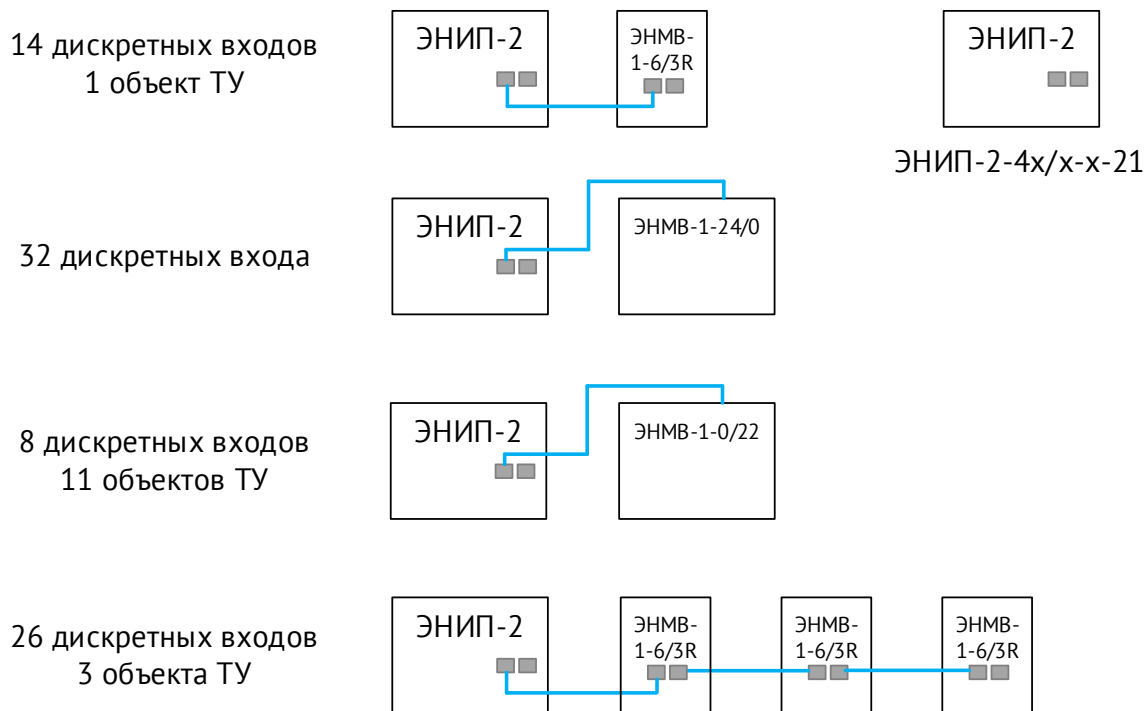 14 дискретных входов
1 объект ТУ
ЭНИП-2
ЭНМВ-
1-6/3R
ЭНИП-2
ЭНИП-2-4x/x-x-21
32 дискретных входа
ЭНИП-2
ЭНМВ-1-24/0
8 дискретных входов
11 объектов ТУ
ЭНИП-2
ЭНМВ-1-0/22
26 дискретных входов
3 объекта ТУ
ЭНИП-2
ЭНМВ-
1-6/3R
ЭНМВ-
1-6/3R
ЭНМВ-
1-6/3R